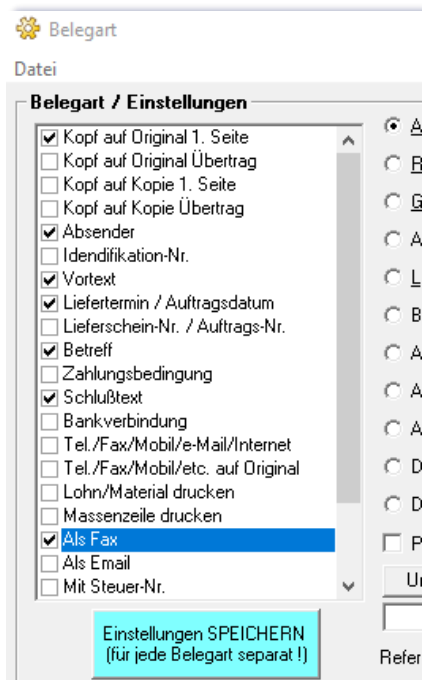 Belegart
Datei
Belegart / Einstellungen
Kopf auf Original 1. Seite
Kopf auf Original Übertrag
Kopf auf Kopie 1. Seite
Kopf auf Kopie Übertrag
Absender
Idendifikation-Nr.
Vortext
Liefertermin / Auftragsdatum
Lieferschein-Nr. / Auftrags-Nr.
Betreff
Zahlungsbedingung
Schlußtext
Bankverbindung
Tel./Fax/Mobil/e-Mail/Internet
Tel./Fax/Mobil/etc. auf Original
Lohn/Material drucken
Massenzeile drucken
Als Fax
Als Email
Mit Steuer-Nr.
Einstellungen SPEICHERN
(für jede Belegart separat !)
A
R
G
A
L
B
A
A
A
D
D
P
Refer